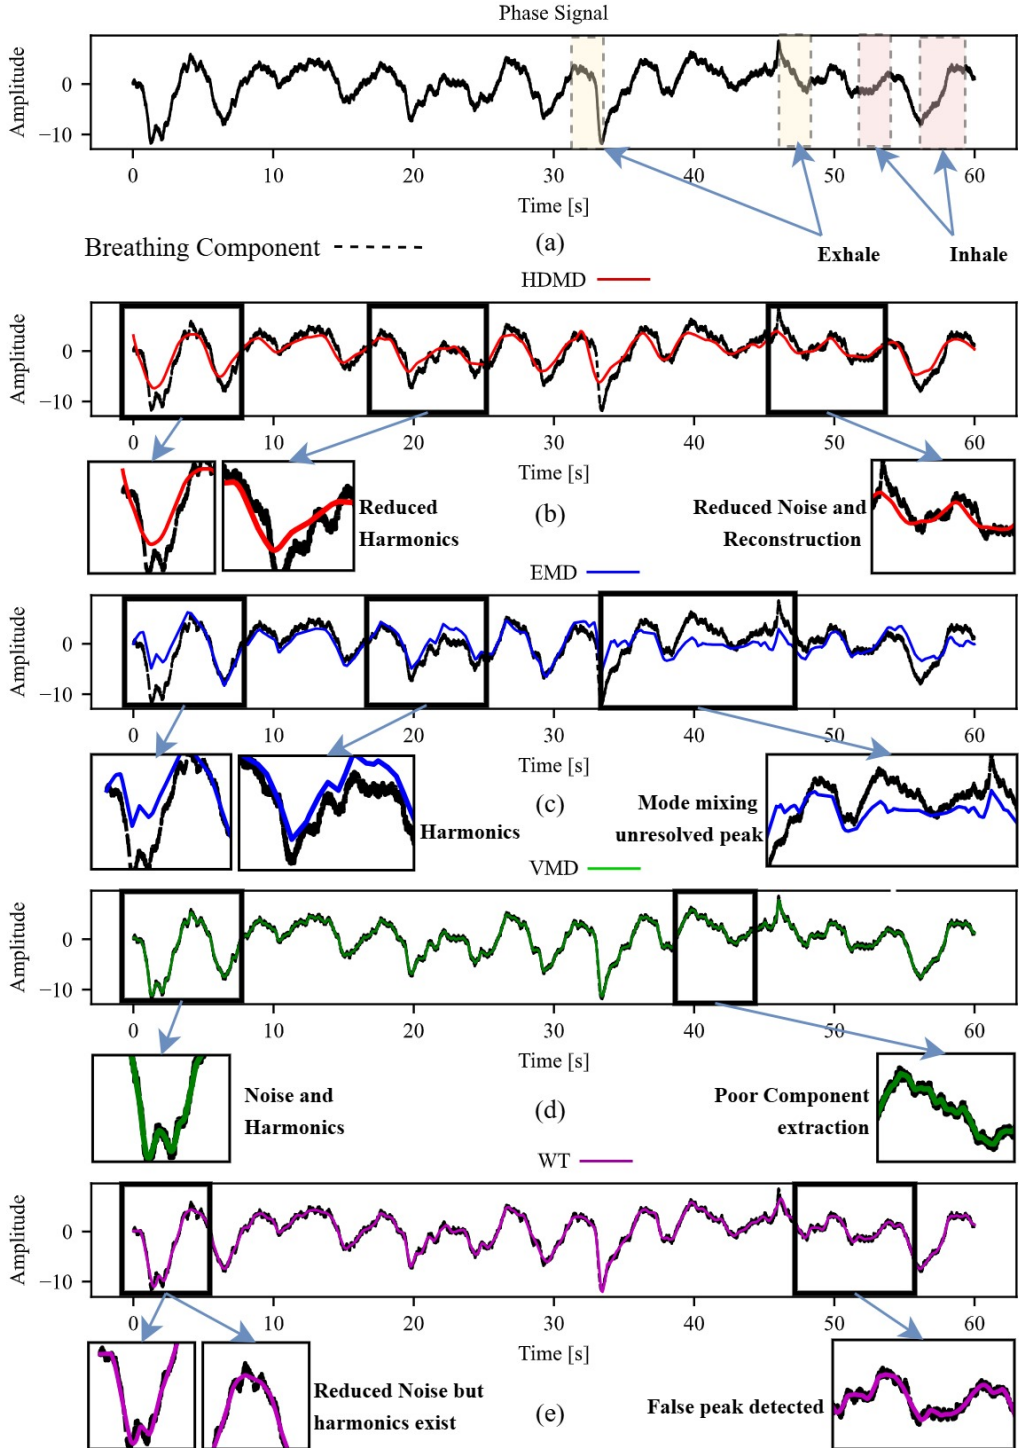 Phase Signal
Amplitude
0
−10
0 10 20 30 40 50 60
Time [s]
(a)
Exhale Inhale
Breathing Component
HDMD
Amplitude
0
−10
0 10 20 30 40 50 60
Time [s]
Reduced
Harmonics
(b)
Reduced Noise and
Reconstruction
EMD
Amplitude
0
−10
0 10 20 30 40 50 60
Time [s]
Harmonics
(c)
Mode mixing
unresolved peak
VMD
Amplitude
0
−10
0 10 20 30 40 50 60
Time [s]
Noise and
Harmonics
(d)
Poor Component
extraction
WT
Amplitude
0
−10
0 10 20 30 40 50 60
Time [s]
Reduced Noise but
harmonics exist
(e)
False peak detected